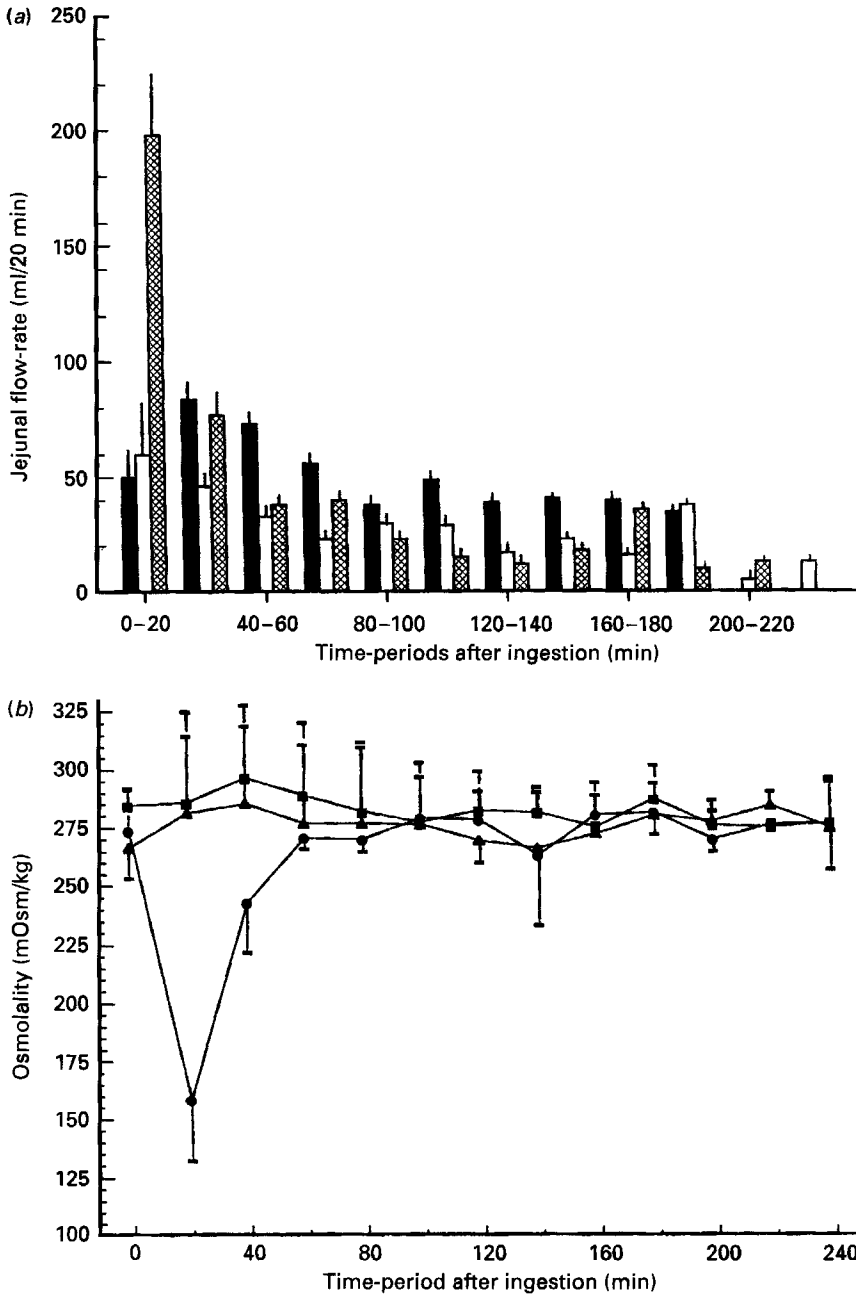 (a)
250
200
150
100
50
0
Jejunal flow-rate (ml/20 min)
0–20 40–60 80–100 120–140 160–180 200–220
Time-periods after ingestion (min)
(b)
325
300
275
250
225
200
175
150
125
100
Osmolality (mOsm/kg)
0 40 80 120 160 200 240
Time-period after ingestion (min)